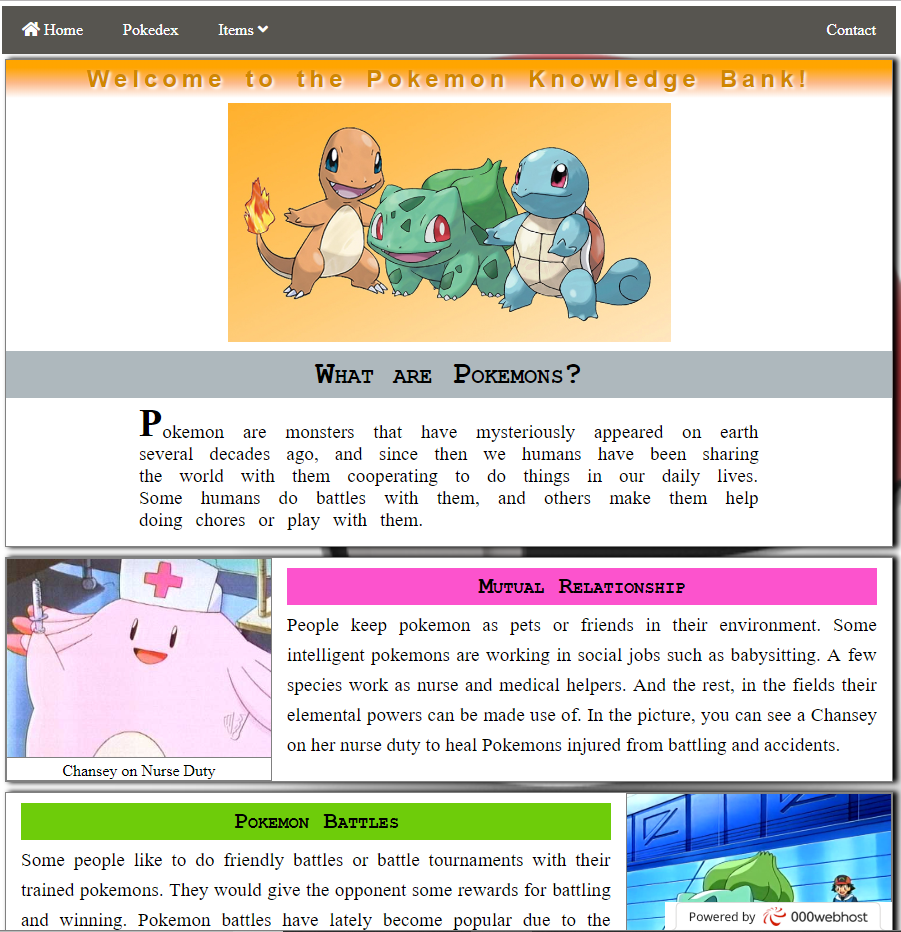 Home Pokedex Items Contact
Welcome to the Pokemon Knowledge Bank!
What are Pokemons?
Pokemon are monsters that have mysteriously appeared on earth
several decades ago, and since then we humans have been sharing
the world with them cooperating to do things in our daily lives.
Some humans do battles with them, and others make them help
doing chores or play with them.
Mutual Relationship
People keep pokemon as pets or friends in their environment. Some
intelligent pokemons are working in social jobs such as babysitting. A few
species work as nurse and medical helpers. And the rest, in the fields their
elemental powers can be made use of. In the picture, you can see a Chansey
on her nurse duty to heal Pokemons injured from battling and accidents.
Chansey on Nurse Duty
Pokemon Battles
Some people like to do friendly battles or battle tournaments with their
trained pokemons. They would give the opponent some rewards for battling
and winning. Pokemon battles have lately become popular due to the
Powered by 000webhost